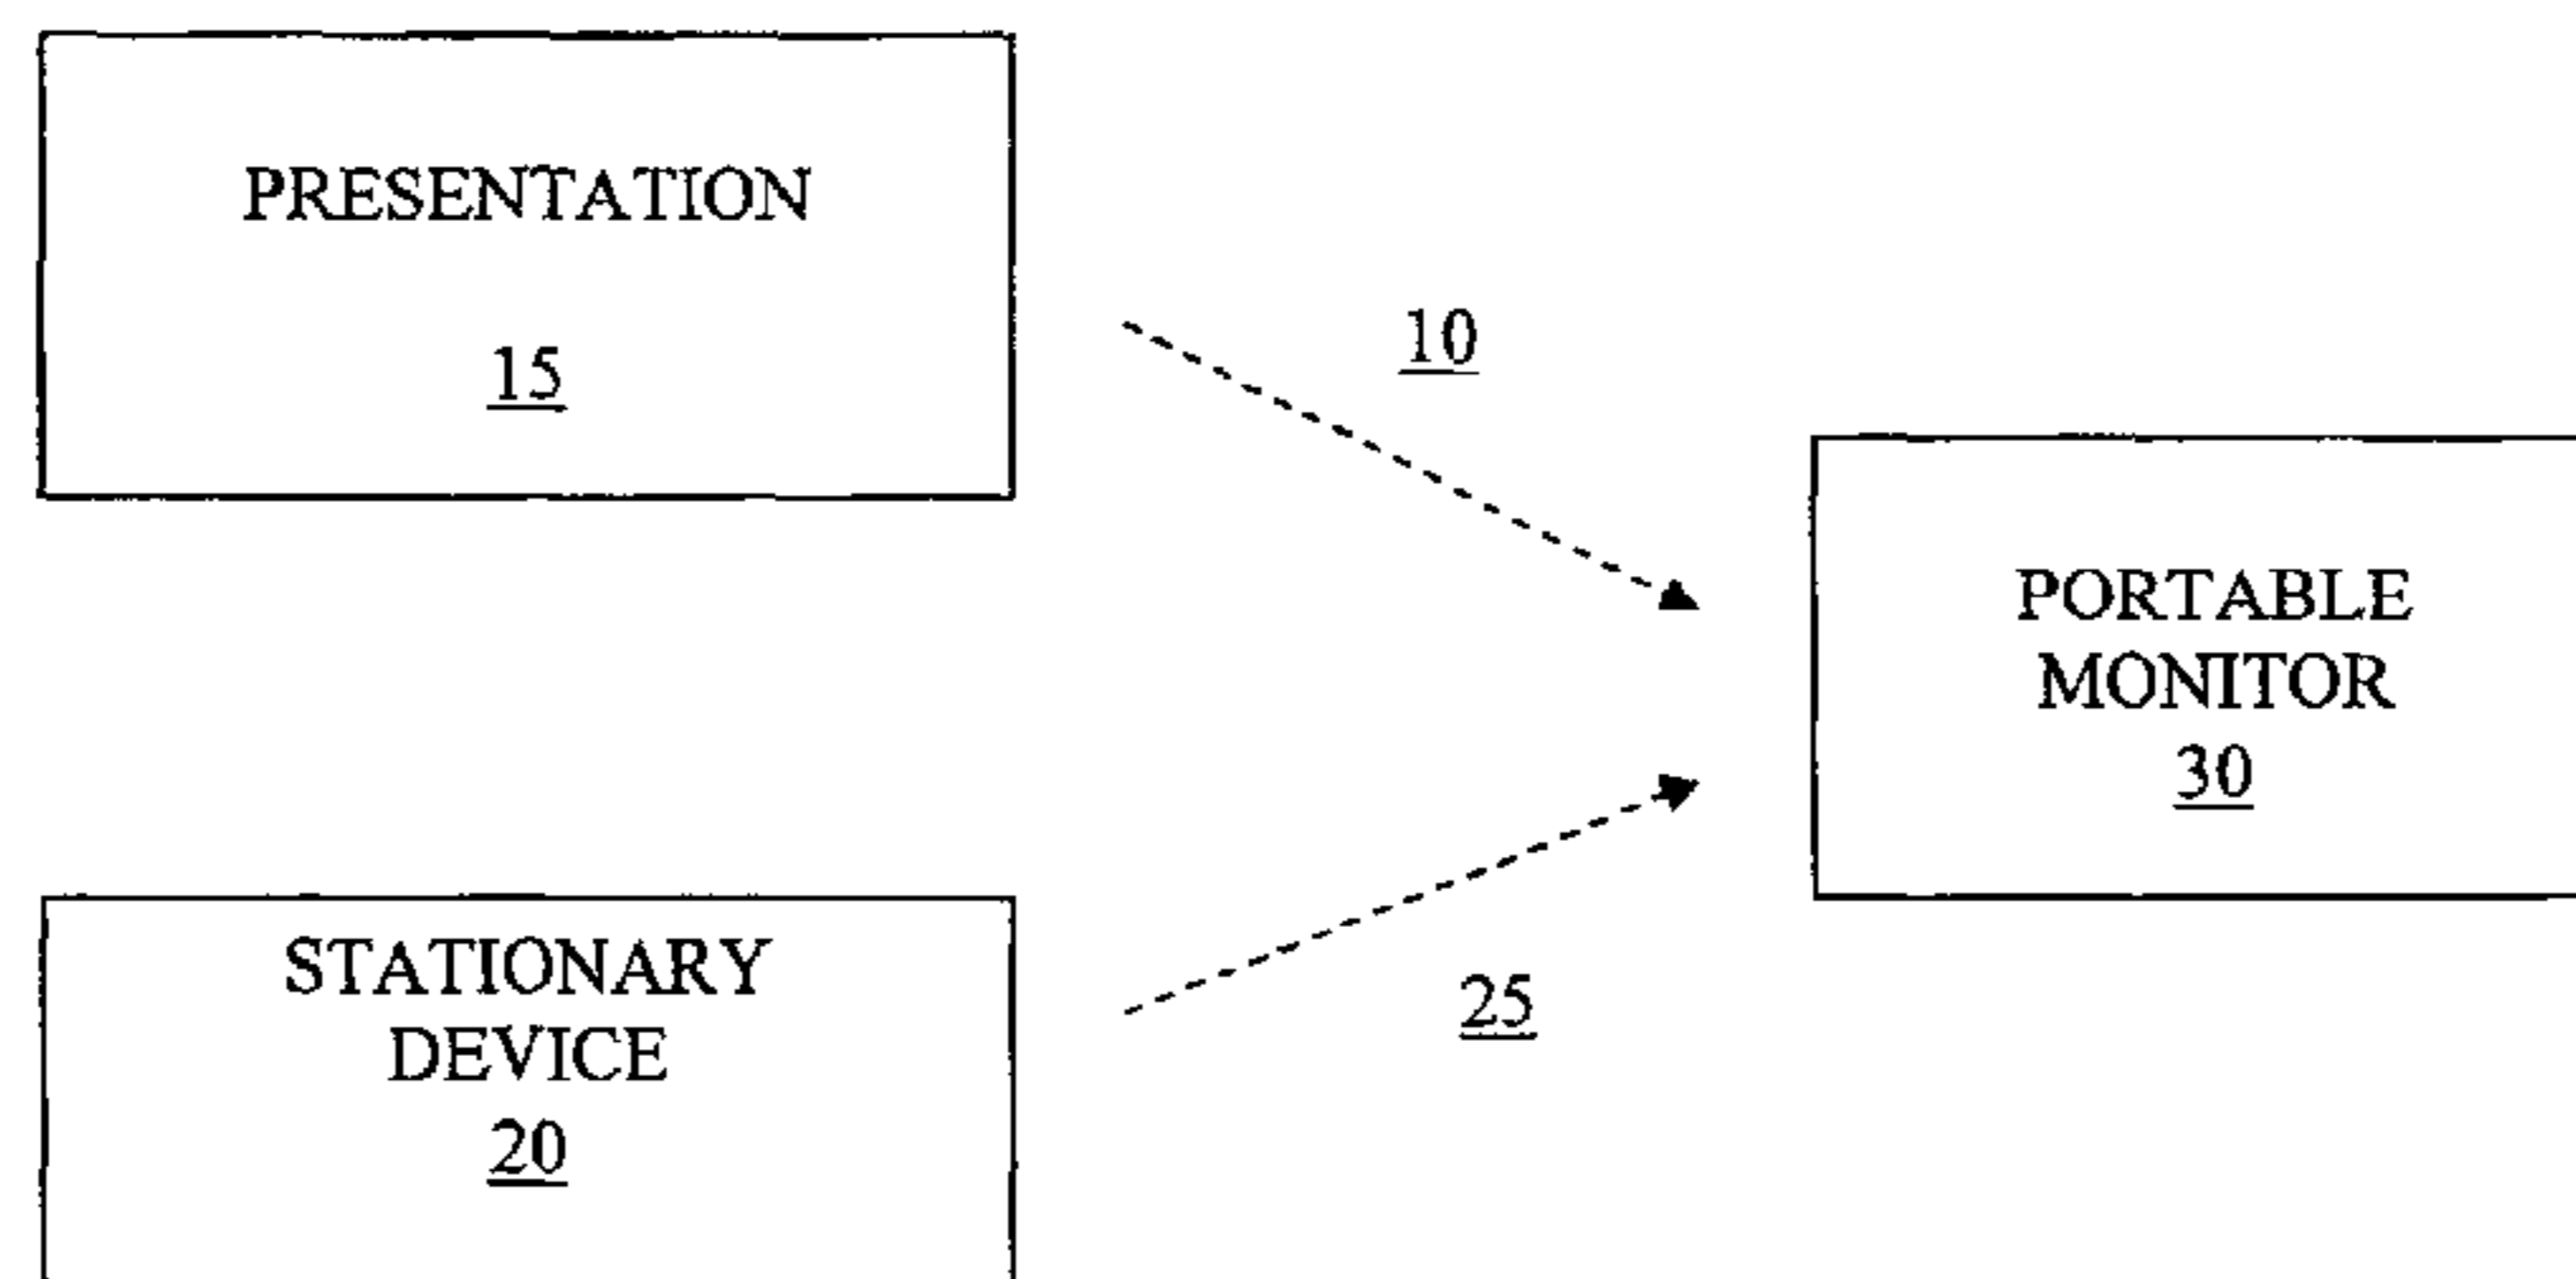 PRESENTATION
15
10
PORTABLE
MONITOR
30
STATIONARY
DEVICE
20
25